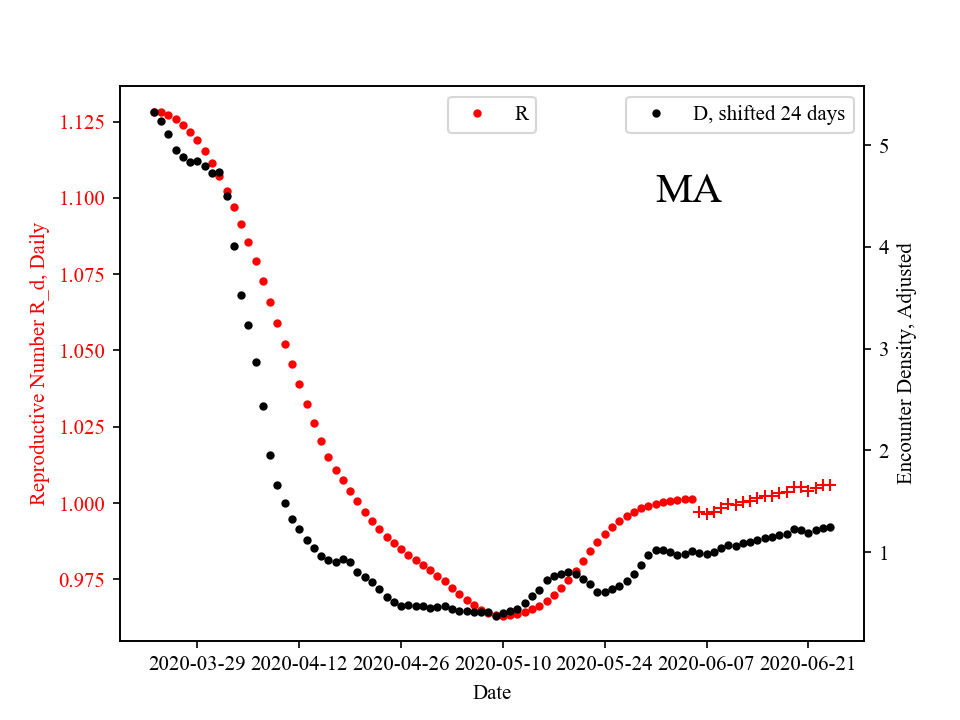 R
D, shifted 24 days
MA
Reproductive Number R_d, Daily
1.125
1.100
1.075
1.050
1.025
1.000
0.975
5
4
3
2
1
Encounter Density, Adjusted
2020-03-29 2020-04-12 2020-04-26 2020-05-10 2020-05-24 2020-06-07 2020-06-21
Date